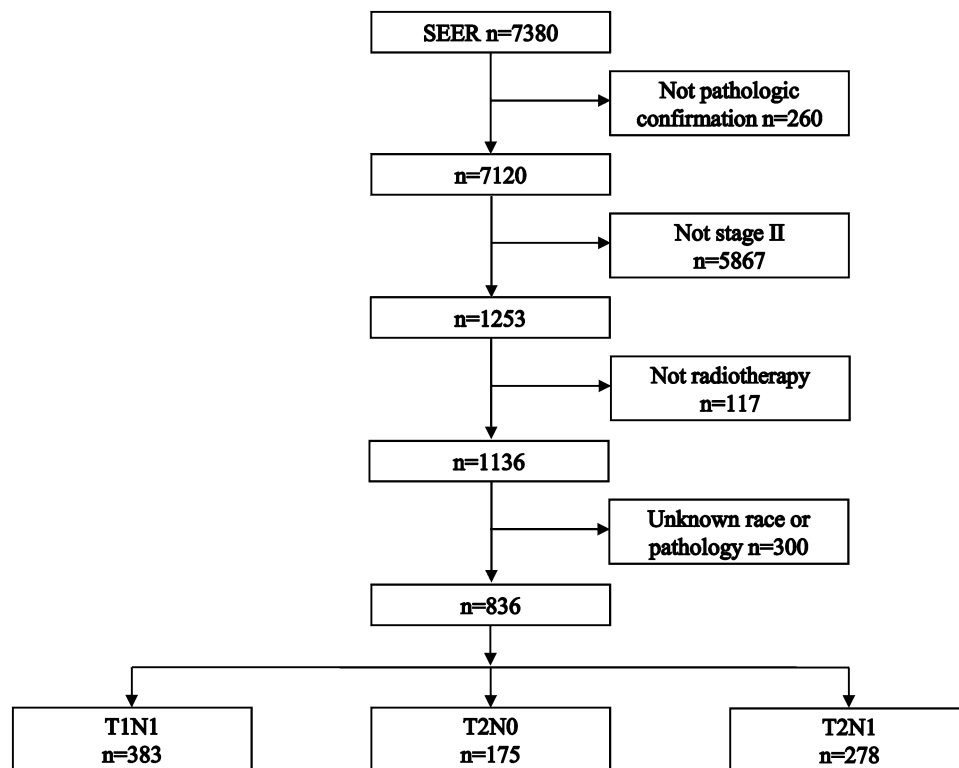 SEER n=7380
Not pathologic
confirmation n=260
n=7120
Not stage II
n=5867
n=1253
Not radiotherapy
n=117
n=1136
Unknown race or
pathology n=300
n=836
T1N1
n=383
T2N0
n=175
T2N1
n=278